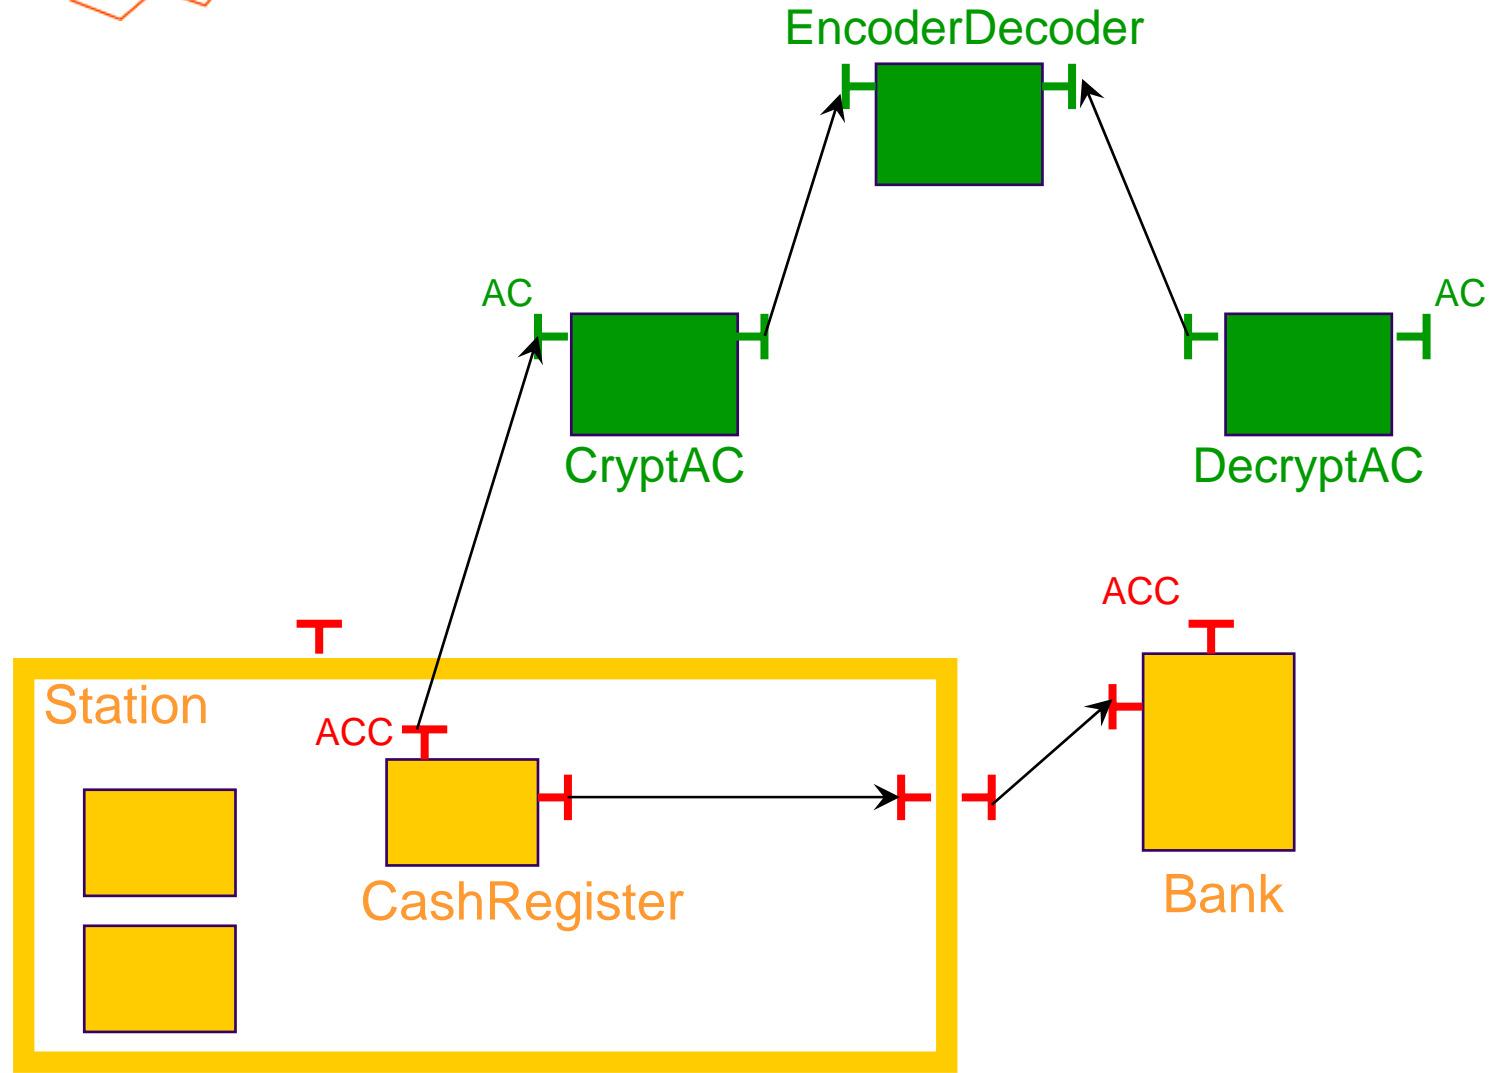 EncoderDecoder
AC
AC
CryptAC
DecryptAC
ACC
Station
ACC
CashRegister
Bank